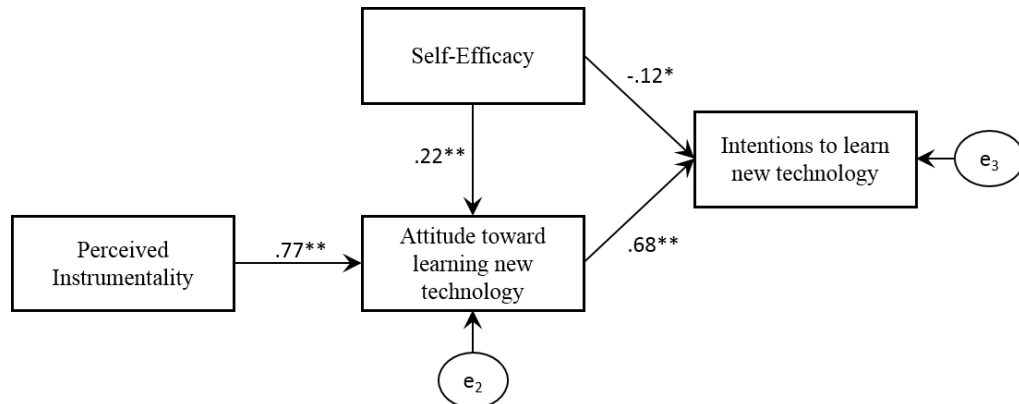 Self-Efficacy
-.12*
Intentions to learn
new technology
e3
.22**
Perceived
Instrumentality
.77**
Attitude toward
learning new
technology
.68**
e2